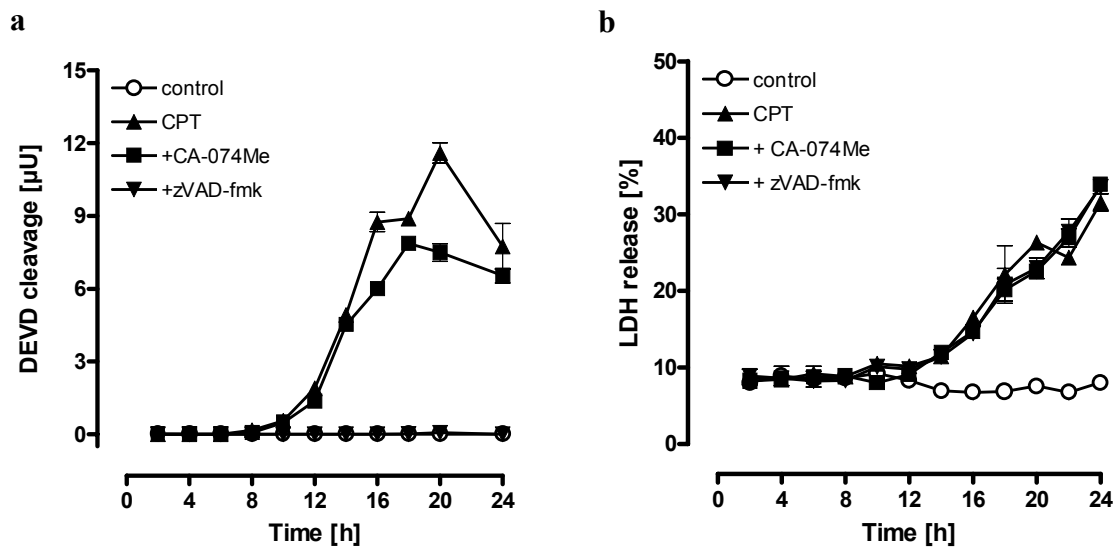 a
15
12
9
6
3
0
DEVD cleavage [µU]
control
CPT
+CA-074Me
+zVAD-fmk
0 4 8 12 16 20 24
Time [h]
b
50
40
30
20
10
0
LDH release [%]
control
CPT
+ CA-074Me
+ zVAD-fmk
0 4 8 12 16 20 24
Time [h]